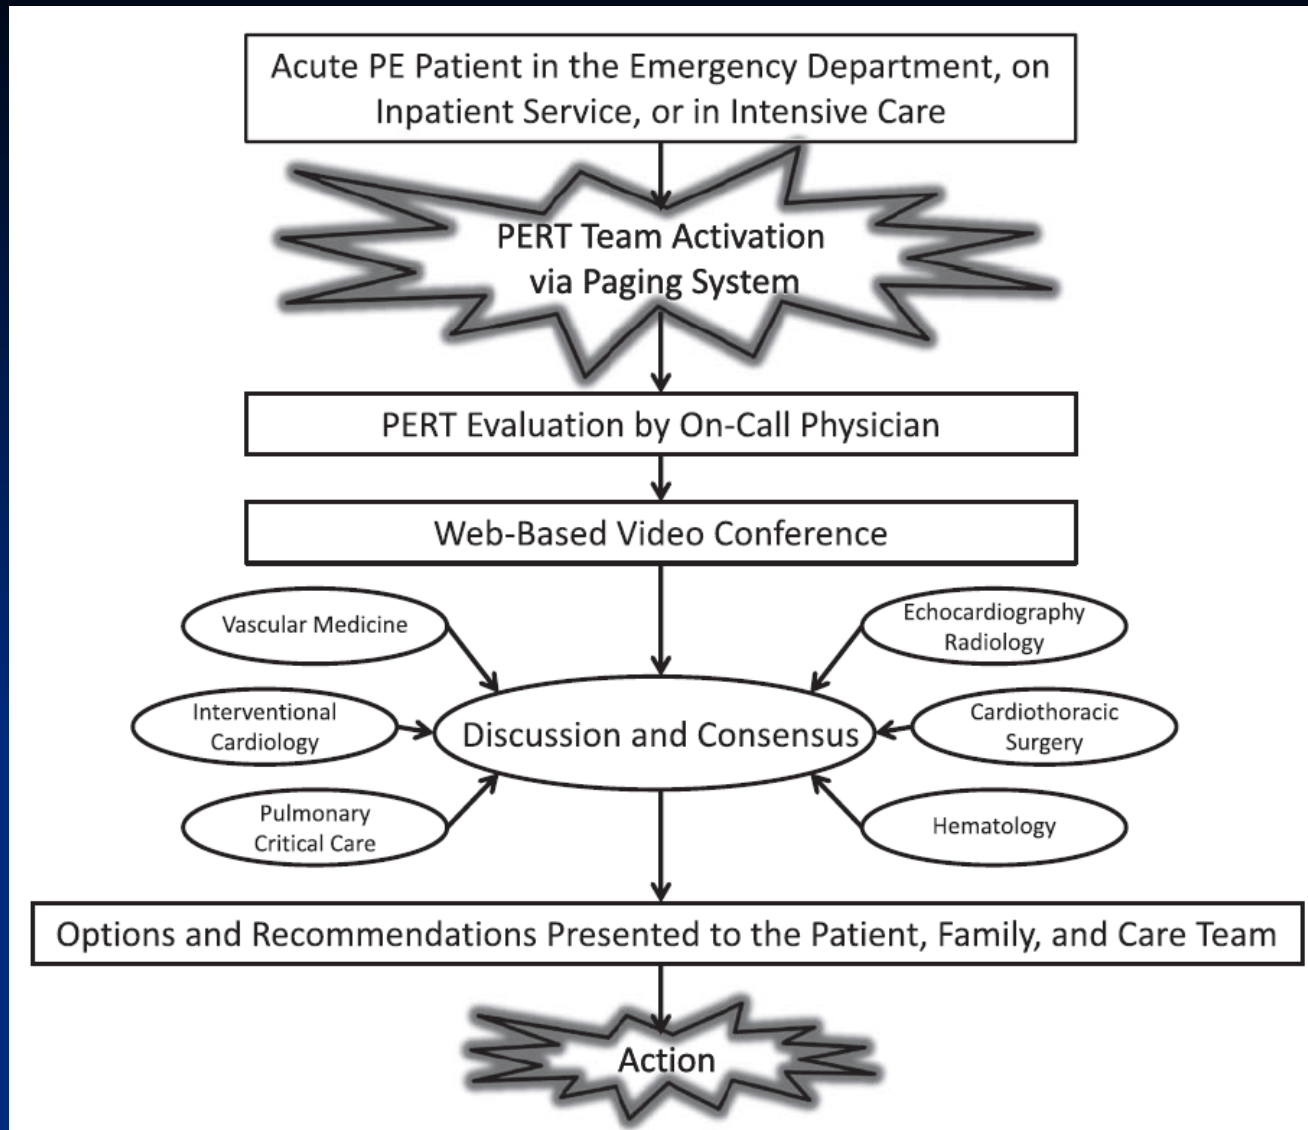 Acute PE Patient in the Emergency Department, on
Inpatient Service, or in Intensive Care
PERT Team Activation
via Paging System
PERT Evaluation by On-Call Physician
Web-Based Video Conference
Vascular Medicine
Echocardiography
Radiology
Interventional
Cardiology
Discussion and Consensus
Cardiothoracic
Surgery
Pulmonary
Critical Care
Hematology
Options and Recommendations Presented to the Patient, Family, and Care Team
Action